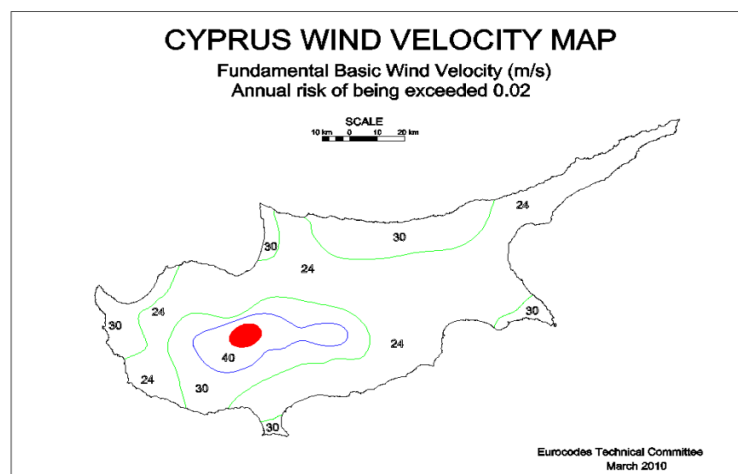 CYPRUS WIND VELOCITY MAP
Fundamental Basic Wind Velocity (m/s)
Annual risk of being exceeded 0.02
SCALE
10 km 0 10 20 km
24
30
30
24
24
30
30
24
40
24
30
30
Eurocodes Technical Committee
March 2010